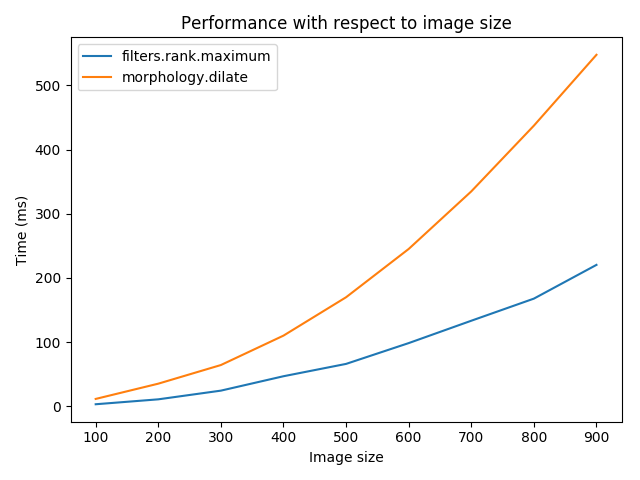 Performance with respect to image size
filters.rank.maximum
morphology.dilate
Time (ms)
500
400
300
200
100
0
100 200 300 400 500 600 700 800 900
Image size